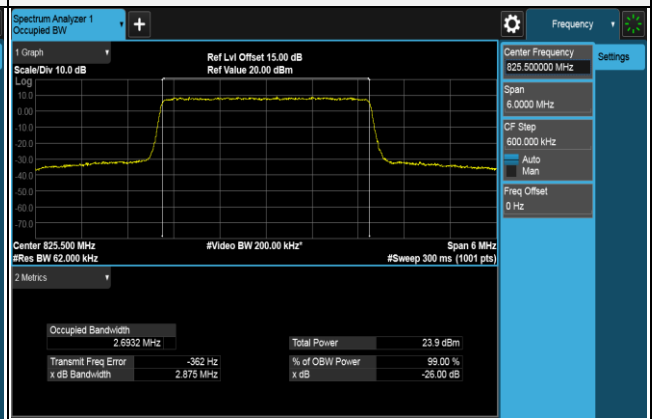 Spectrum Analyzer 1
Occupied BW
+
Frequency
1 Graph
Ref Lvl Offset 15.00 dB
Scale/Div 10.0 dB
Ref Value 20.00 dBm
Log
10.0
0.00
-10.0
-20.0
-30.0
-40.0
-50.0
-60.0
-70.0
Center 825.500 MHz
#Video BW 200.00 kHz*
Span 6 MHz
#Res BW 62.000 kHz
#Sweep 300 ms (1001 pts)
2 Metrics
Occupied Bandwidth
2.6932 MHz
Total Power 23.9 dBm
Transmit Freq Error -362 Hz
% of OBW Power 99.00 %
x dB Bandwidth 2.875 MHz
x dB -26.00 dB
Center Frequency
825.500000 MHz
Settings
Span
6.0000 MHz
CF Step
600.000 kHz
Auto
Man
Freq Offset
0 Hz